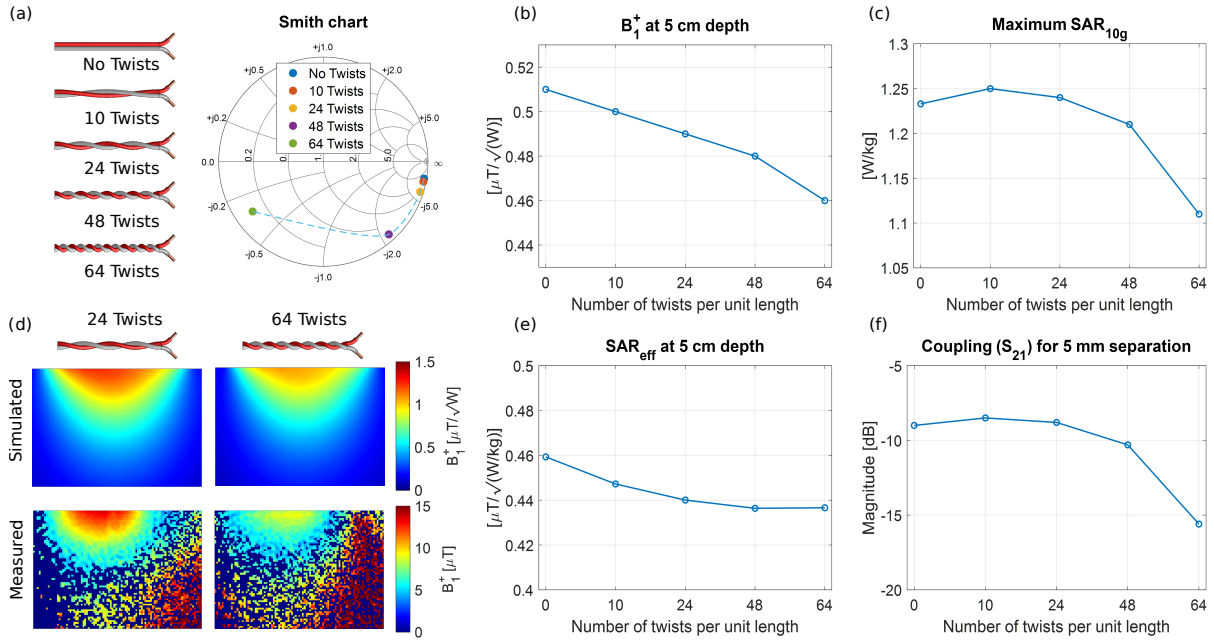 (a)
No Twists
10 Twists
24 Twists
48 Twists
64 Twists
Smith chart
+j1.0
+j0.5
+j2.0
+j0.2
+j5.0
0.0
0.2
1.0
2.0
5.0
∞
-j0.2
-j5.0
-j0.5
-j2.0
-j1.0
No Twists
10 Twists
24 Twists
48 Twists
64 Twists
(b)
B₁⁺ at 5 cm depth
[μT/√(W)]
0.52
0.5
0.48
0.46
0.44
0 10 24 48 64
Number of twists per unit length
(c)
Maximum SAR₁₀g
[W/kg]
1.3
1.25
1.2
1.15
1.1
1.05
0 10 24 48 64
Number of twists per unit length
(d)
24 Twists
64 Twists
Simulated
1.5
1
0.5
0
B₁⁺ [μT/√W]
Measured
15
10
5
0
B₁⁺ [μT]
(e)
SAReff at 5 cm depth
[μT/√(W/kg)]
0.5
0.48
0.46
0.44
0.42
0.4
0 10 24 48 64
Number of twists per unit length
(f)
Coupling (S₂₁) for 5 mm separation
Magnitude [dB]
-5
-10
-15
-20
0 10 24 48 64
Number of twists per unit length